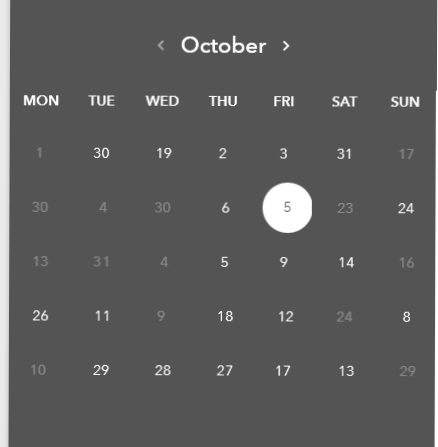 ‹ October ›
MON TUE WED THU FRI SAT SUN
1 30 19 2 3 31 17
30 4 30 6 5 23 24
13 31 4 5 9 14 16
26 11 9 18 12 24 8
10 29 28 27 17 13 29